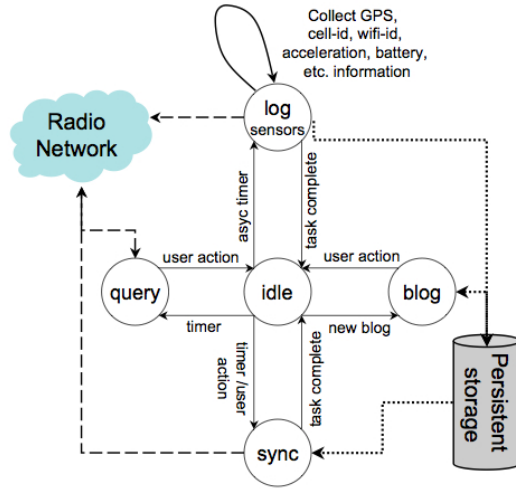 Collect GPS,
cell-id, wifi-id,
acceleration, battery,
etc. information
log
sensors
Radio
Network
asyc timer
task complete
user action
user action
query
idle
blog
timer
new blog
timer /user
action
task complete
Persistent
storage
sync